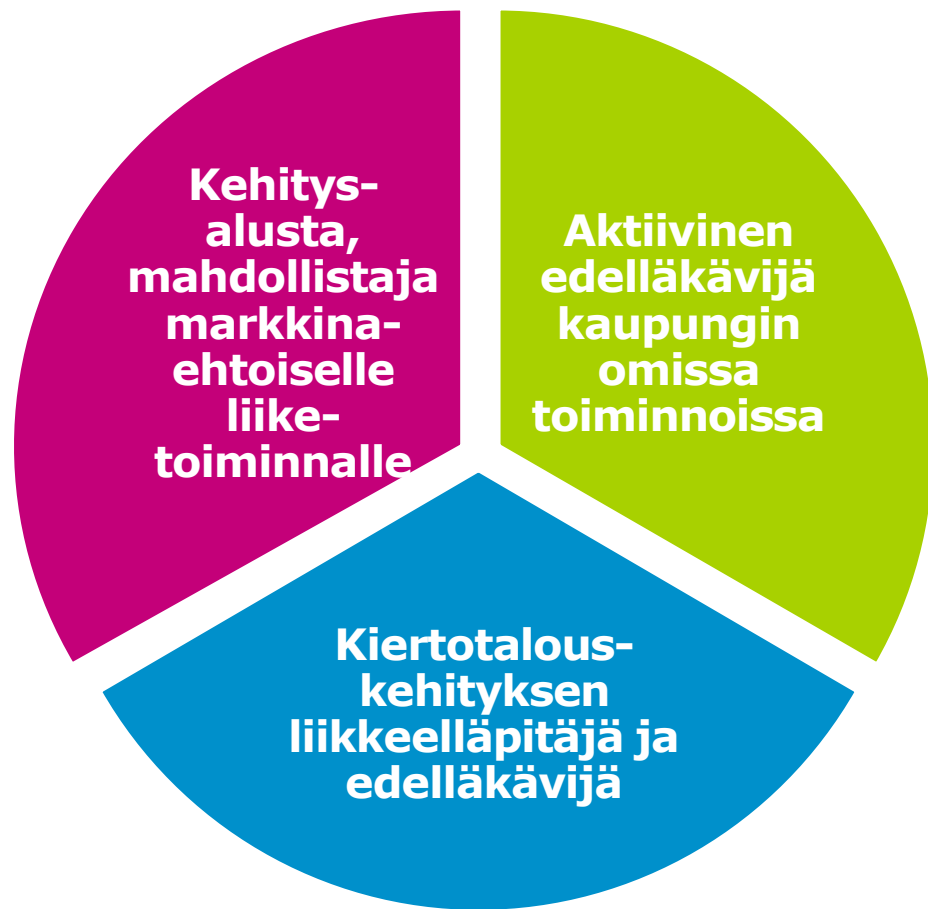 Kehitys-
alusta,
mahdollistaja
markkina-
ehtoiselle
liike-
toiminnalle
Aktiivinen
edelläkävijä
kaupungin
omissa
toiminnoissa
Kiertotalous-
kehityksen
liikkeelläpitäjä ja
edelläkävijä